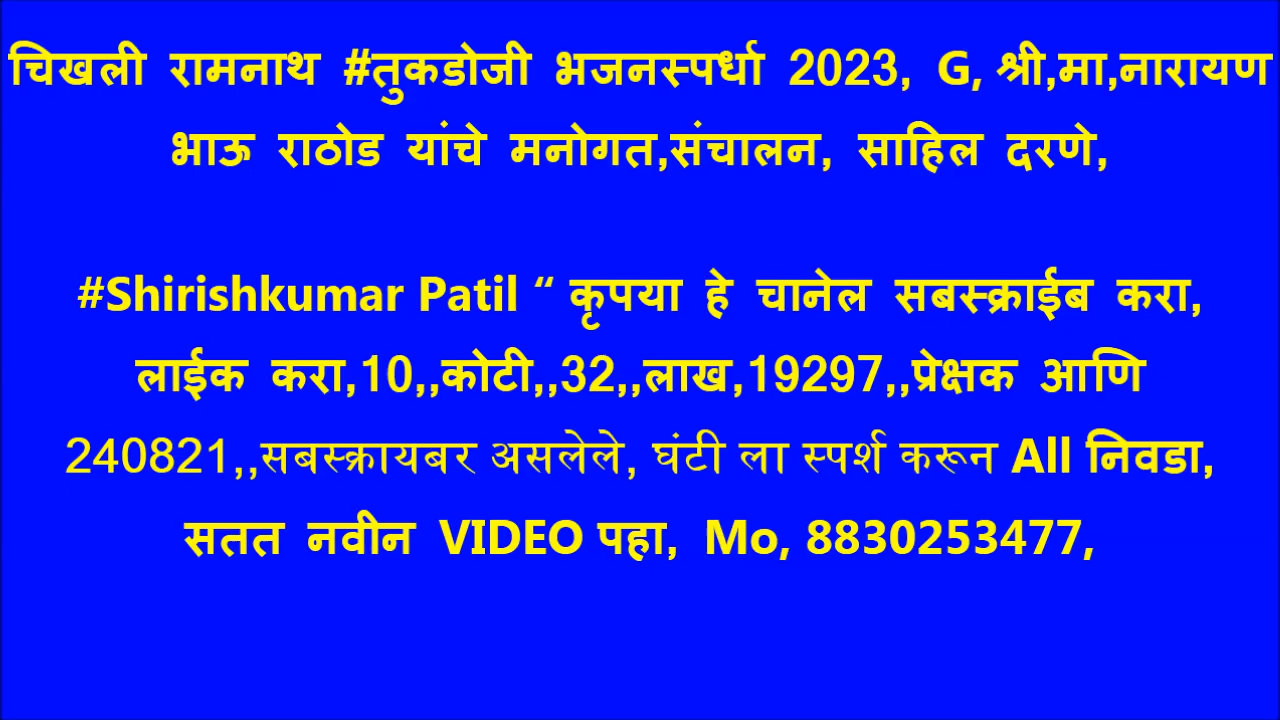 चिखली रामनाथ #तुकडोजी भजनस्पर्धा 2023, G, श्री,मा,नारायण
भाऊ राठोड यांचे मनोगत,संचालन, साहिल दरणे,
#Shirishkumar Patil “ कृपया हे चानेल सबस्क्राईब करा,
लाईक करा,10,,कोटी,,32,,लाख,19297,,प्रेक्षक आणि
240821,,सबस्क्रायबर असलेले, घंटी ला स्पर्श करून All निवडा,
सतत नवीन VIDEO पहा, Mo, 8830253477,